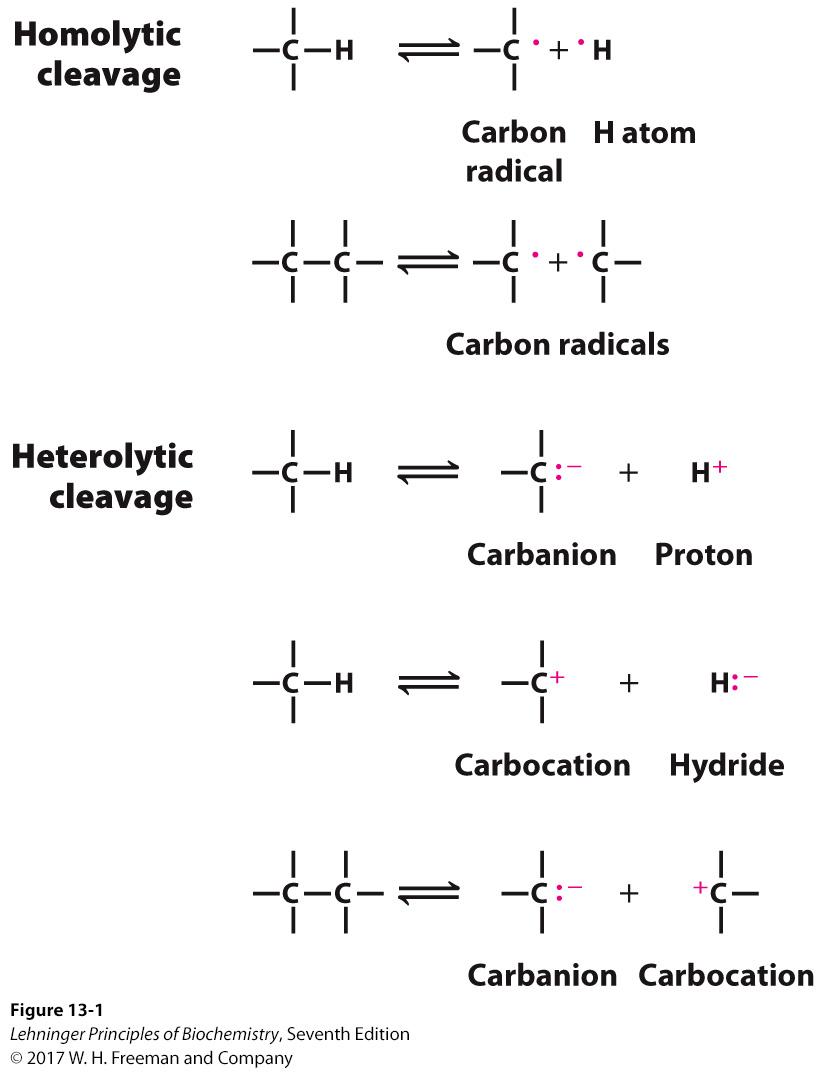 Homolytic
cleavage
C H C • + • H
Carbon H atom
radical
C C C • + • C
Carbon radicals
Heterolytic
cleavage
C H C:− + H+
Carbanion Proton
C H C+ + H:−
Carbocation Hydride
C C C:− + +C
Carbanion Carbocation
Figure 13-1
Lehninger Principles of Biochemistry, Seventh Edition
© 2017 W. H. Freeman and Company